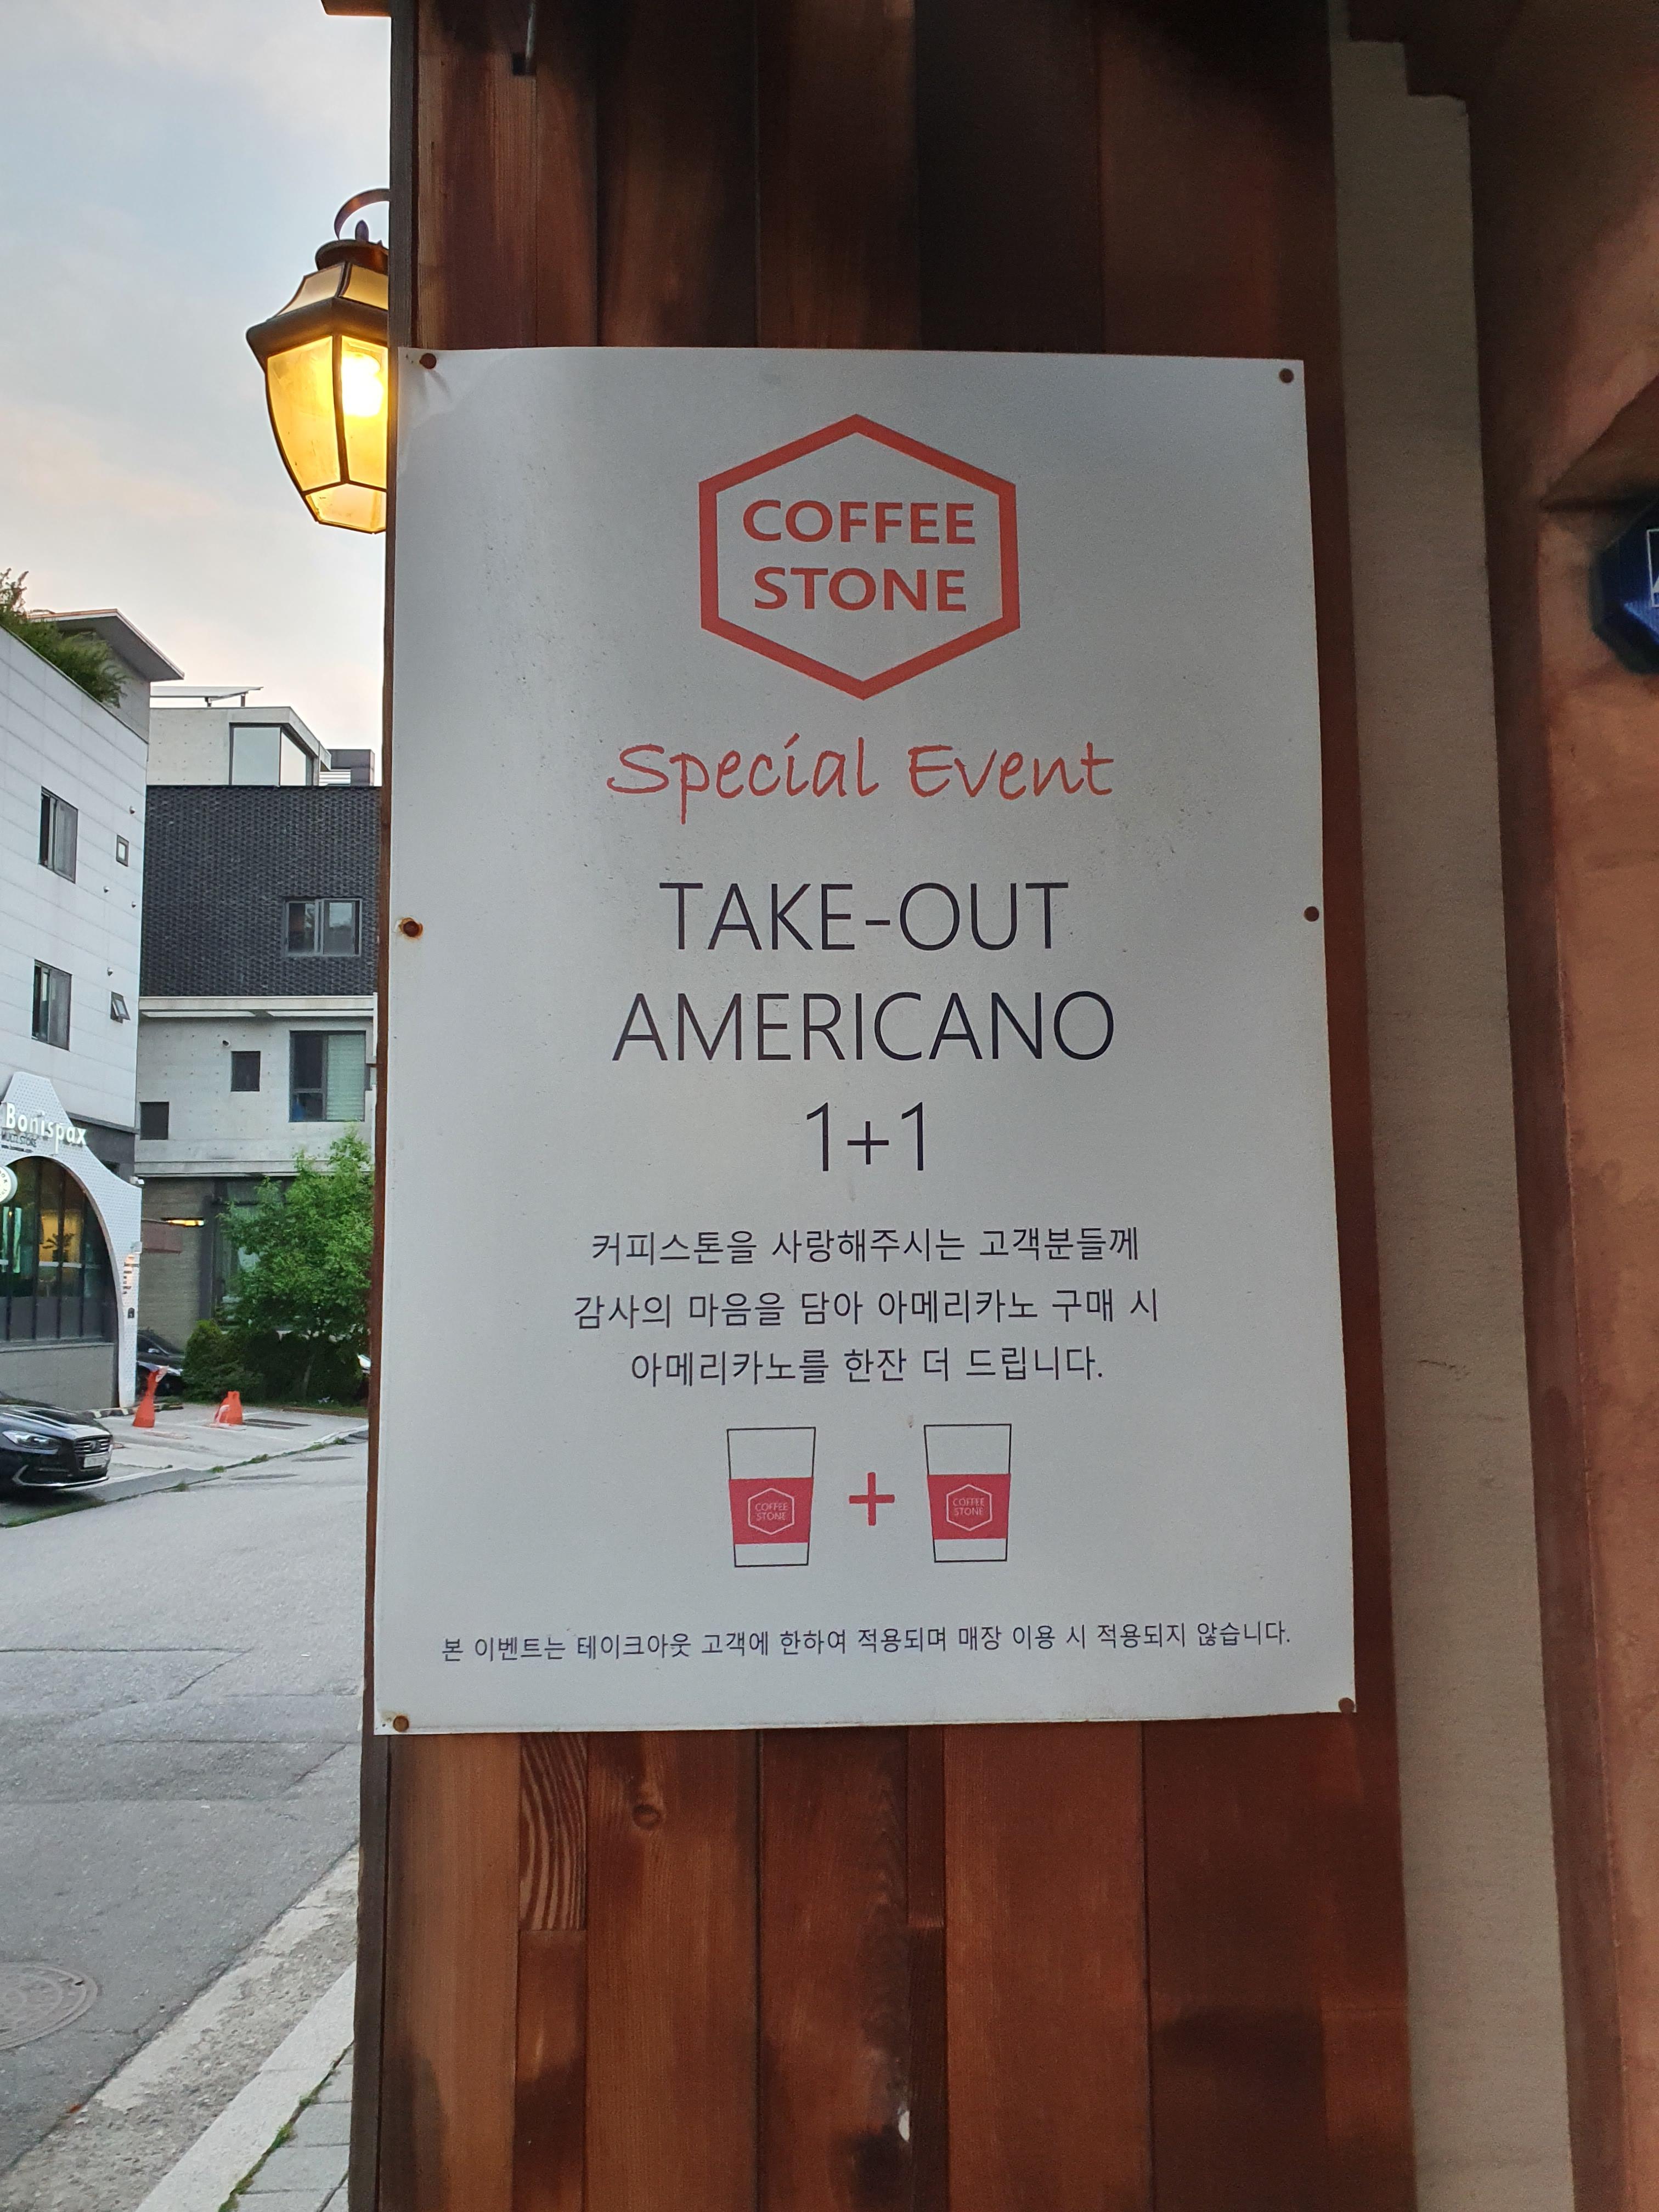 COFFEE
STONE
Special Event
TAKE-OUT
AMERICANO
1+1
커피스톤을 사랑해주시는 고객분들께
감사의 마음을 담아 아메리카노 구매 시
아메리카노를 한잔 더 드립니다.
COFFEE
STONE
+
COFFEE
STONE
본 이벤트는 테이크아웃 고객에 한하여 적용되며 매장 이용 시 적용되지 않습니다.
Bonispax